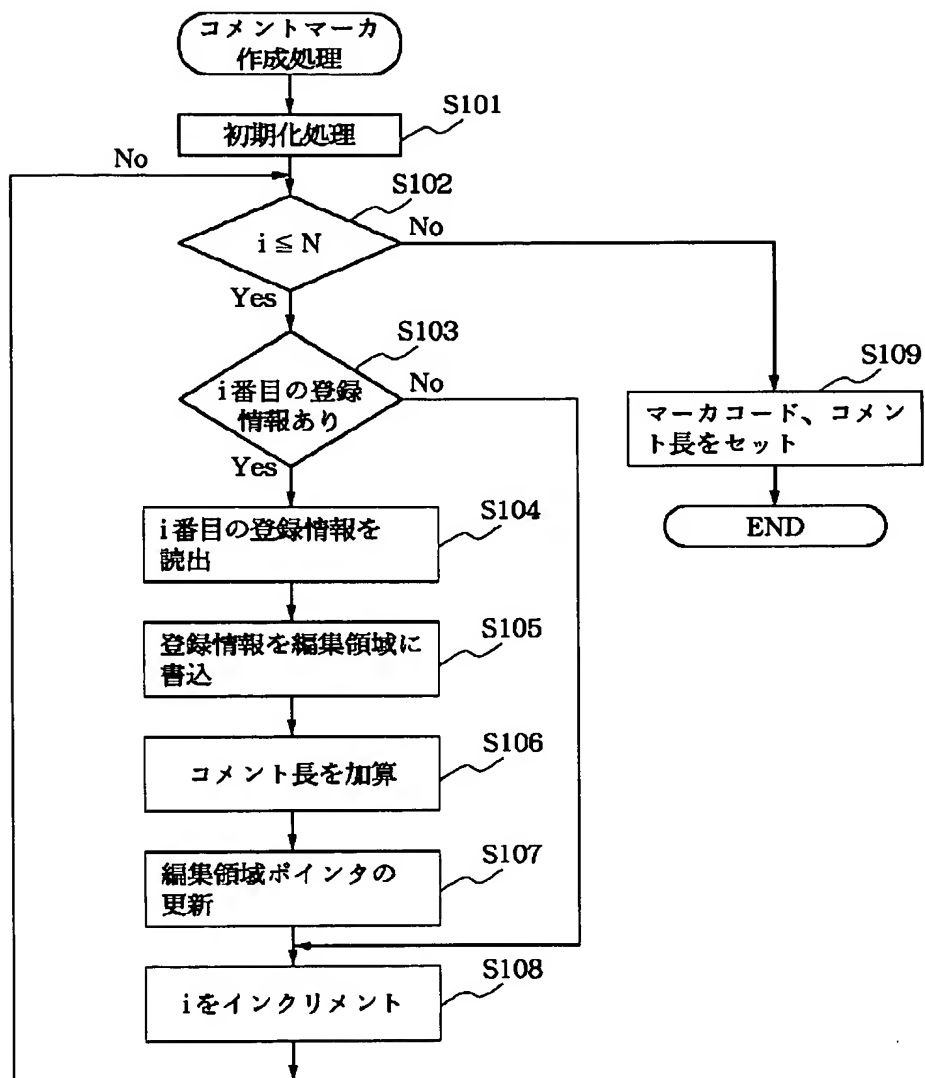 コメントマーカ
作成処理
S101
初期化処理
No
S102
i≦N
No
Yes
S103
i番目の登録
情報あり
No
Yes
S109
マーカコード、コメント
長をセット
END
S104
i番目の登録情報を
読出
S105
登録情報を編集領域に
書込
S106
コメント長を加算
S107
編集領域ポインタの
更新
S108
iをインクリメント